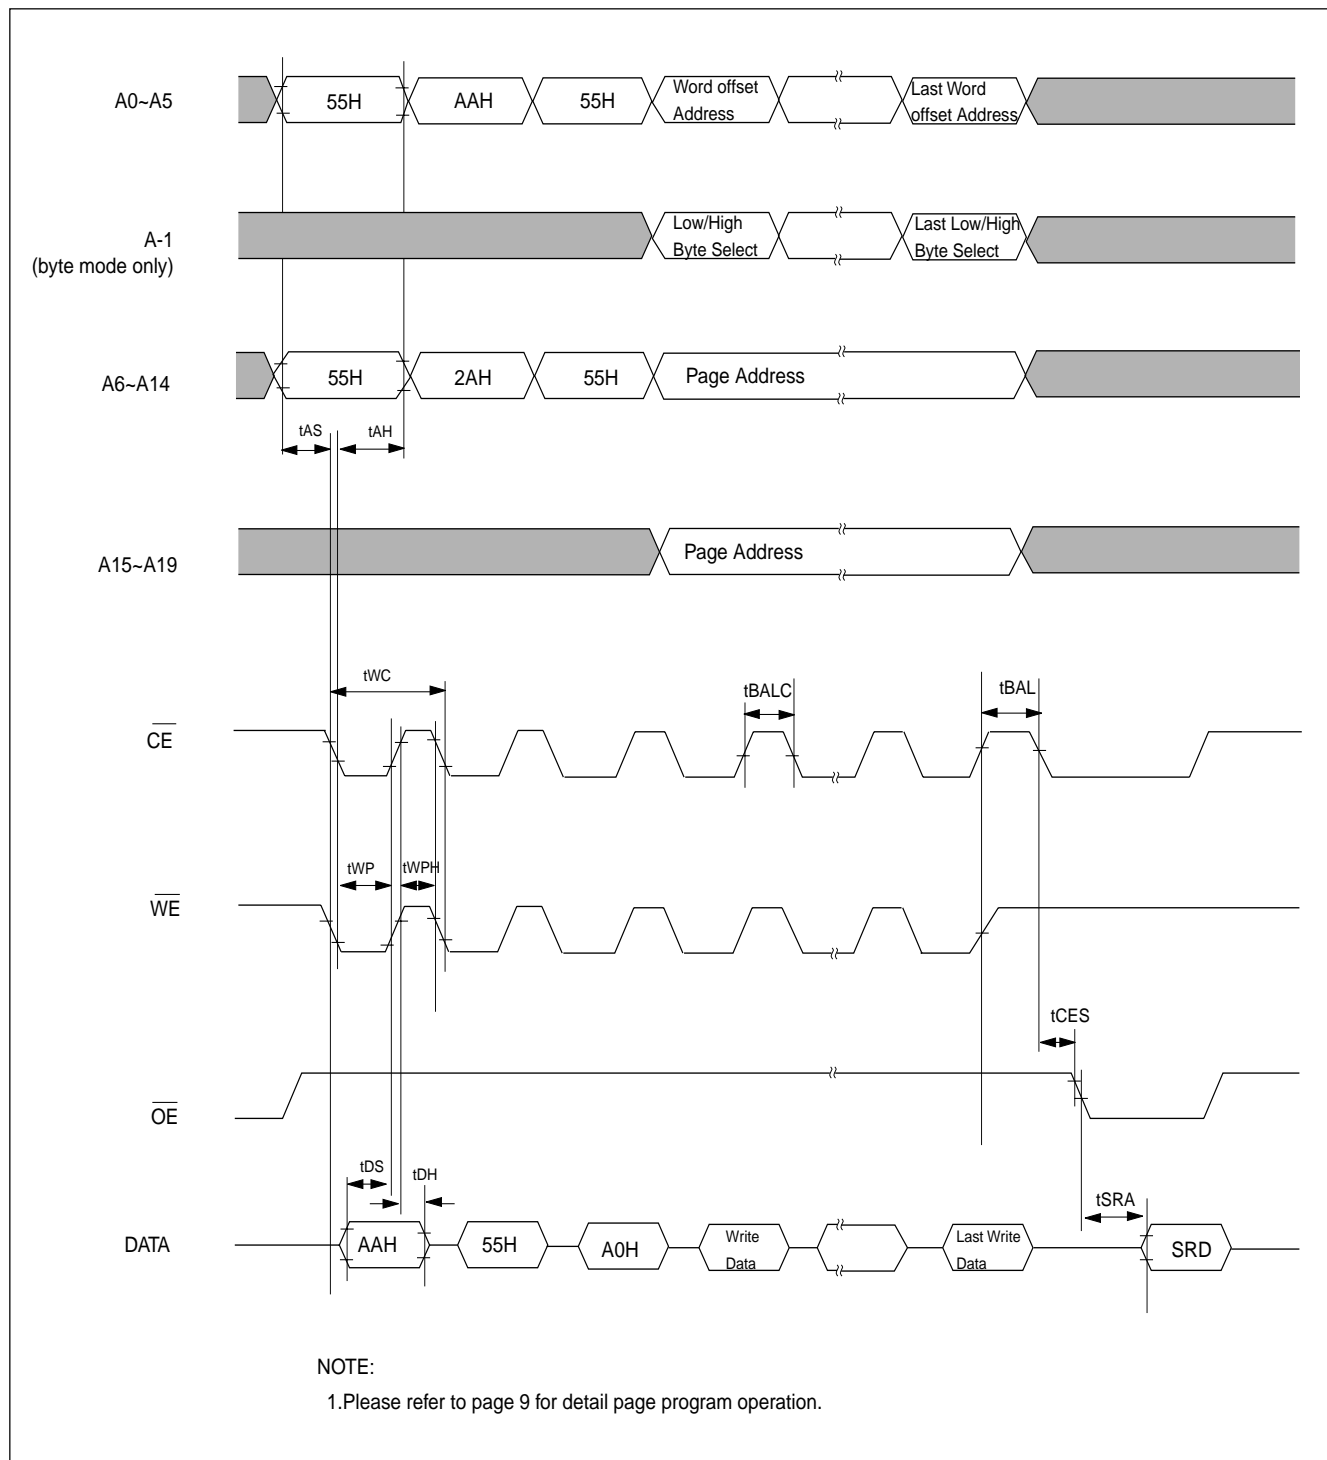 A0~A5
55H
AAH
55H
Word offset
Address
Last Word
offset Address
A-1
(byte mode only)
Low/High
Byte Select
Last Low/High
Byte Select
A6~A14
55H
2AH
55H
Page Address
tAS
tAH
A15~A19
Page Address
tWC
tBALC
tBAL
CE
tWP
tWPH
WE
tCES
OE
tDS
tDH
tSRA
DATA
AAH
55H
A0H
Write
Data
Last Write
Data
SRD
NOTE:
1.Please refer to page 9 for detail page program operation.